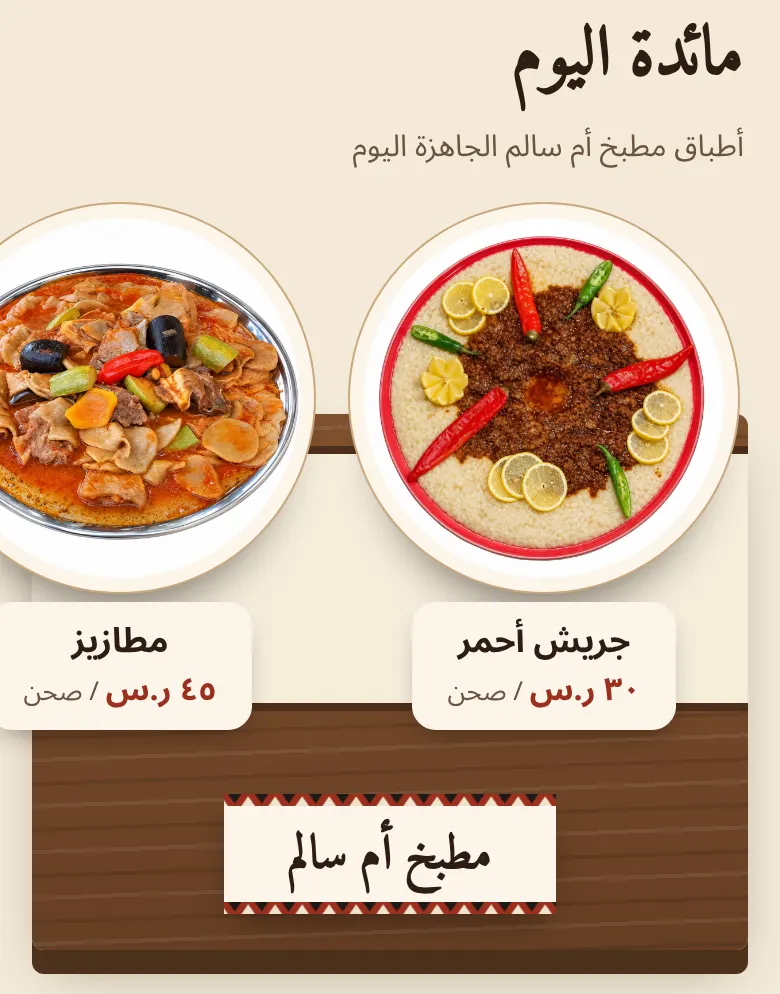 مائدة اليوم
أطباق مطبخ أم سالم الجاهزة اليوم
جريش أحمر
٣٠ ر.س / صحن
مطازيز
٤٥ ر.س / صحن
مطبخ أم سالم